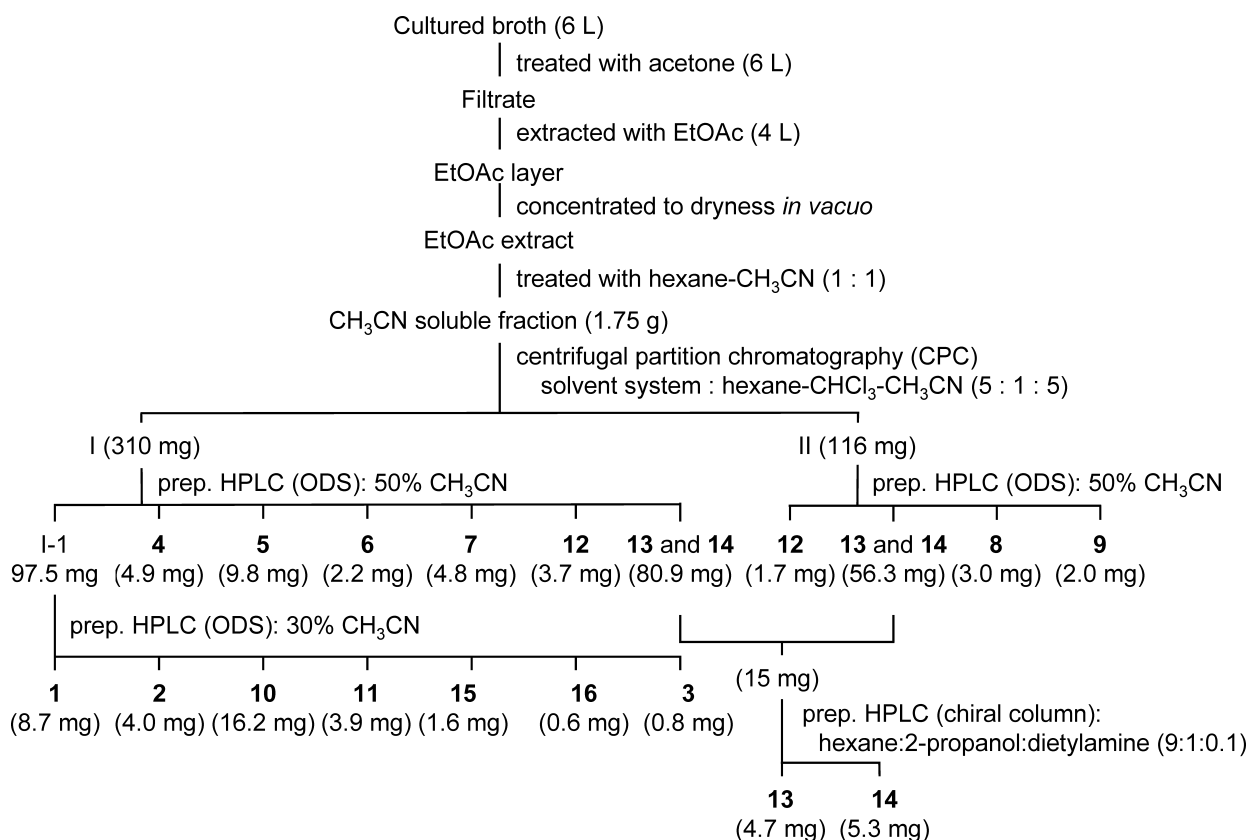 Cultured broth (6 L)
treated with acetone (6 L)
Filtrate
extracted with EtOAc (4 L)
EtOAc layer
concentrated to dryness in vacuo
EtOAc extract
treated with hexane-CH₃CN (1 : 1)
CH₃CN soluble fraction (1.75 g)
centrifugal partition chromatography (CPC)
solvent system : hexane-CHCl₃-CH₃CN (5 : 1 : 5)
I (310 mg) II (116 mg)
prep. HPLC (ODS): 50% CH₃CN prep. HPLC (ODS): 50% CH₃CN
I-1 4 5 6 7 12 13 and 14 12 13 and 14 8 9
97.5 mg (4.9 mg) (9.8 mg) (2.2 mg) (4.8 mg) (3.7 mg) (80.9 mg) (1.7 mg) (56.3 mg) (3.0 mg) (2.0 mg)
prep. HPLC (ODS): 30% CH₃CN
(15 mg)
1 2 10 11 15 16 3
(8.7 mg) (4.0 mg) (16.2 mg) (3.9 mg) (1.6 mg) (0.6 mg) (0.8 mg)
prep. HPLC (chiral column):
hexane:2-propanol:dietylamine (9:1:0.1)
13 14
(4.7 mg) (5.3 mg)